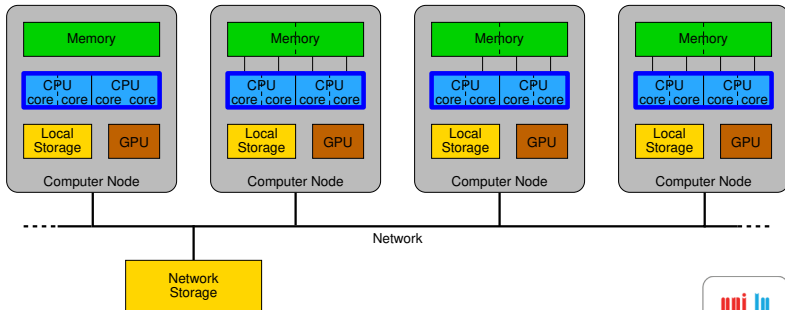 Memory
CPU CPU
core core core core
Local
Storage
GPU
Computer Node
Memory
CPU CPU
core core core core
Local
Storage
GPU
Computer Node
Memory
CPU CPU
core core core core
Local
Storage
GPU
Computer Node
Memory
CPU CPU
core core core core
Local
Storage
GPU
Computer Node
Network
Network
Storage
uni lu